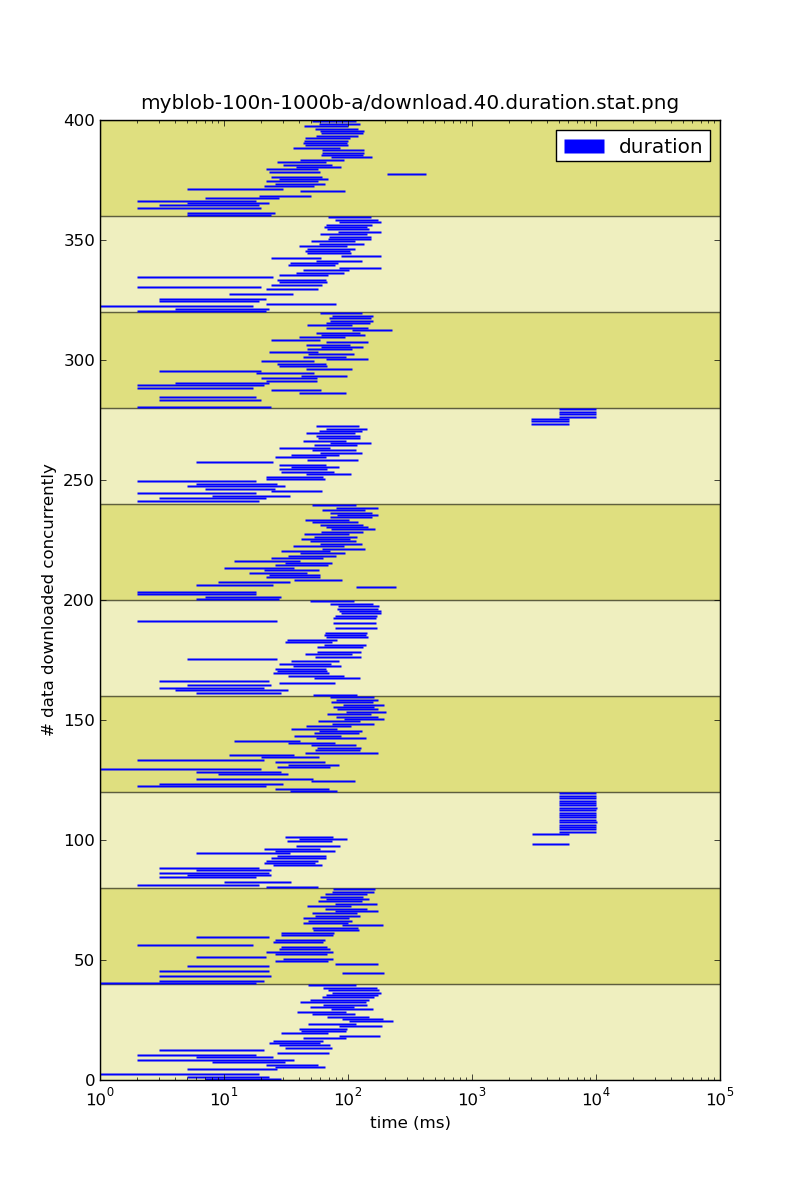 myblob-100n-1000b-a/download.40.duration.stat.png
duration
400
350
300
250
200
150
100
50
0
# data downloaded concurrently
10^0 10^1 10^2 10^3 10^4 10^5
time (ms)